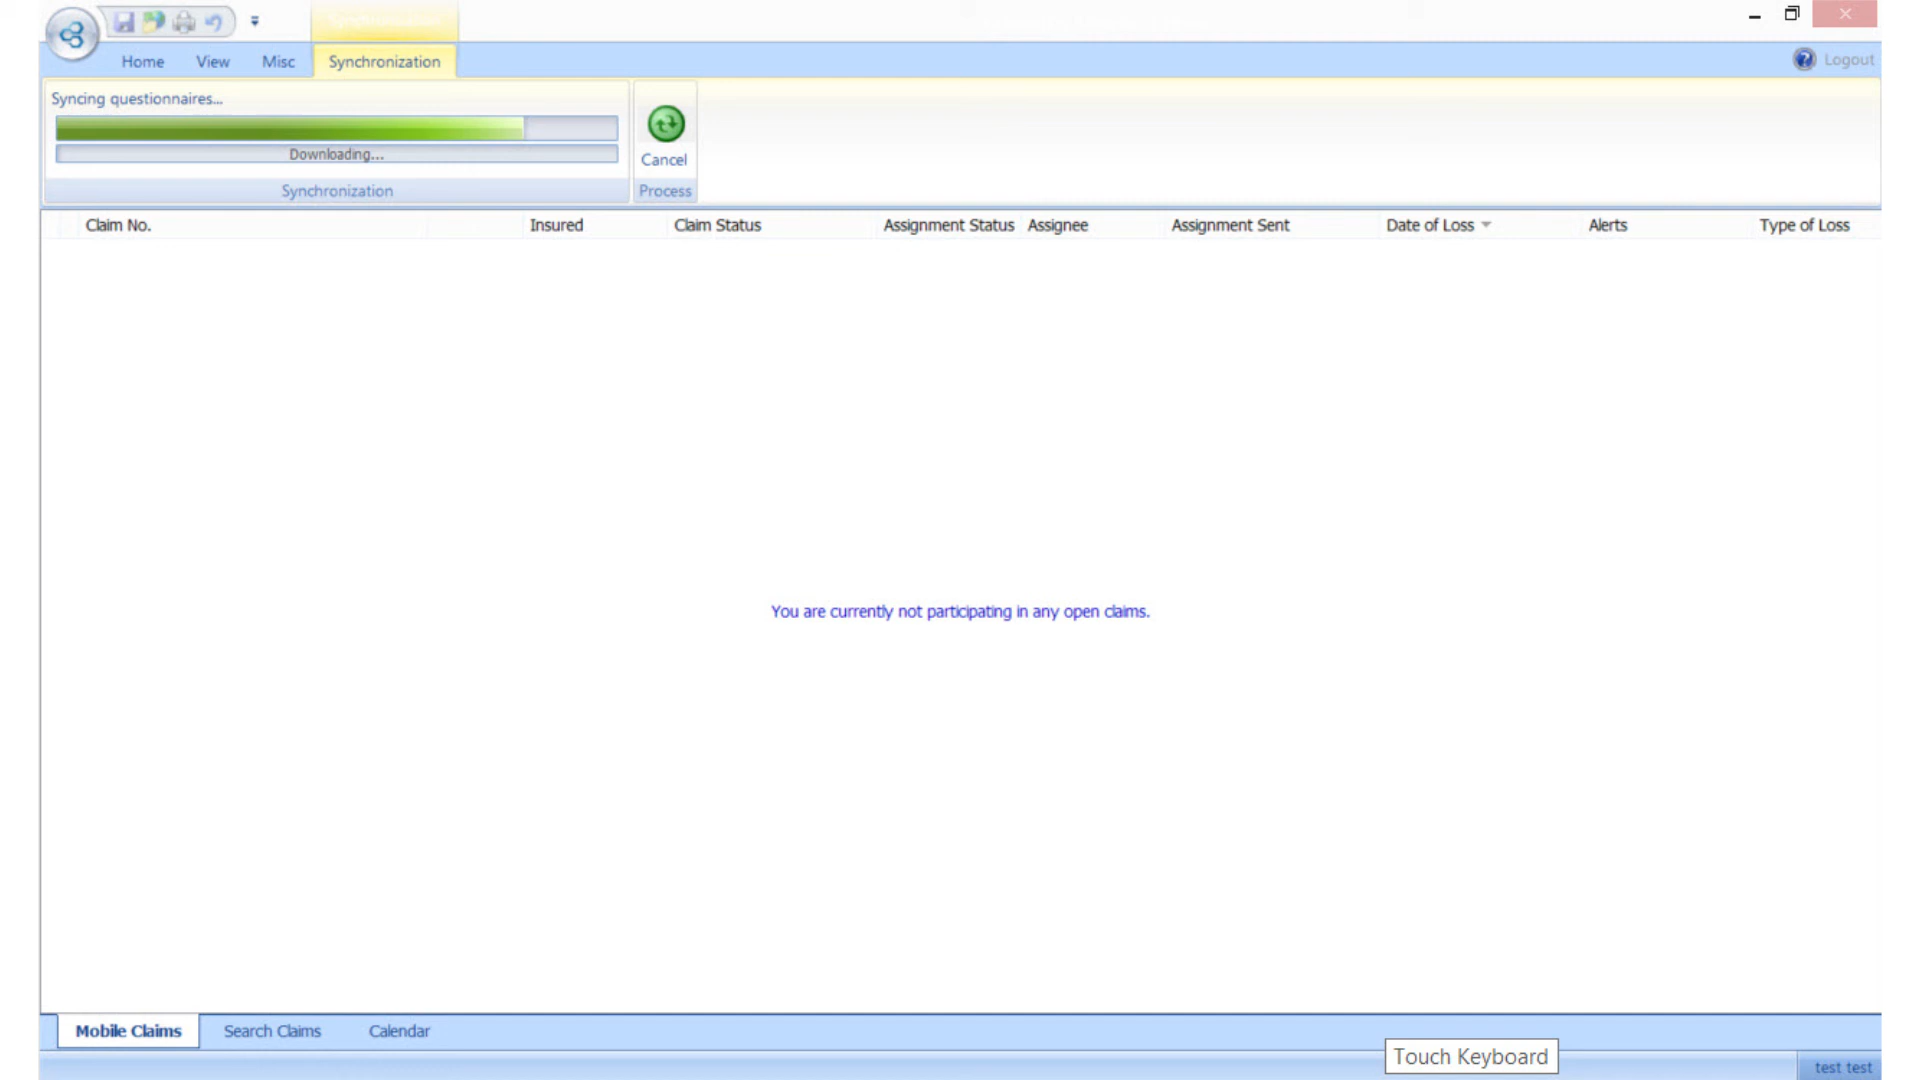 Home View Misc Synchronization Logout
Syncing questionnaires...
Downloading...
Synchronization
Cancel
Process
Claim No. Insured Claim Status Assignment Status Assignee Assignment Sent Date of Loss Alerts Type of Loss
You are currently not participating in any open claims.
Mobile Claims Search Claims Calendar
Touch Keyboard
test test